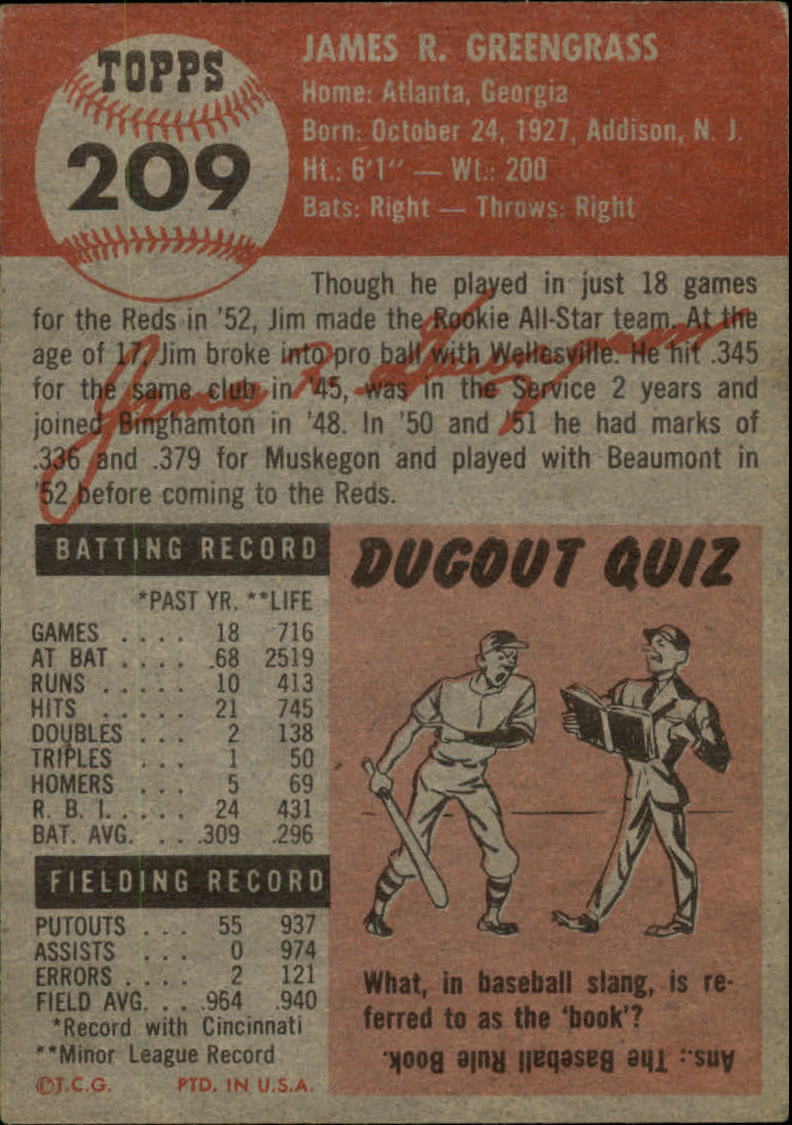 TOPPS
209
JAMES R. GREENGRASS
Home: Atlanta, Georgia
Born: October 24, 1927, Addison, N. J.
Ht.: 6'1" — Wt.: 200
Bats: Right — Throws: Right
Though he played in just 18 games
for the Reds in '52, Jim made the Rookie All-Star team. At the
age of 17, Jim broke into pro ball with Wellesville. He hit .345
for the same club in '45, was in the Service 2 years and
joined Binghamton in '48. In '50 and '51 he had marks of
.336 and .379 for Muskegon and played with Beaumont in
'52 before coming to the Reds.
James R. Greengrass
BATTING RECORD
*PAST YR. **LIFE
GAMES . . . . 18 716
AT BAT . . . . .68 2519
RUNS . . . . . 10 413
HITS . . . . . 21 745
DOUBLES . . . 2 138
TRIPLES . . . 1 50
HOMERS . . . 5 69
R. B. I. . . . . 24 431
BAT. AVG. . . .309 .296
FIELDING RECORD
PUTOUTS . . . 55 937
ASSISTS . . . 0 974
ERRORS . . . . 2 121
FIELD AVG. . . .964 .940
*Record with Cincinnati
**Minor League Record
©T.C.G. PTD. IN U.S.A.
DUGOUT QUIZ
What, in baseball slang, is re-
ferred to as the 'book'?
Ans.: The Baseball Rule Book.